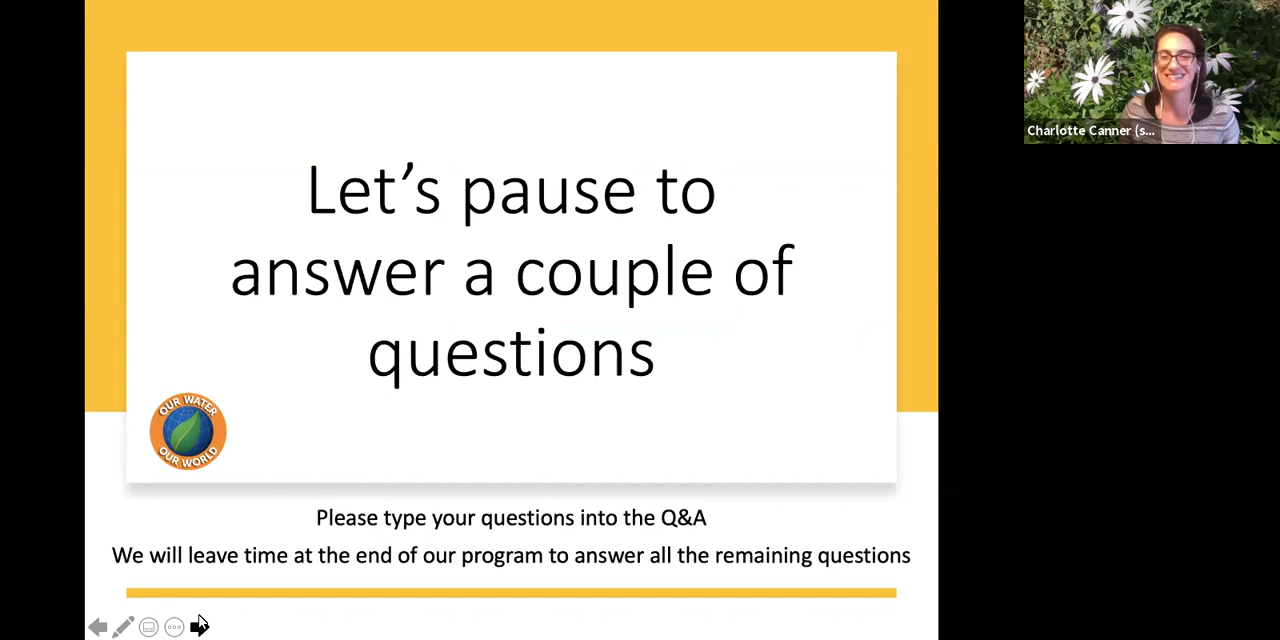 Let’s pause to
answer a couple of
questions
OUR WATER
OUR WORLD
Please type your questions into the Q&A
We will leave time at the end of our program to answer all the remaining questions
Charlotte Canner (s...